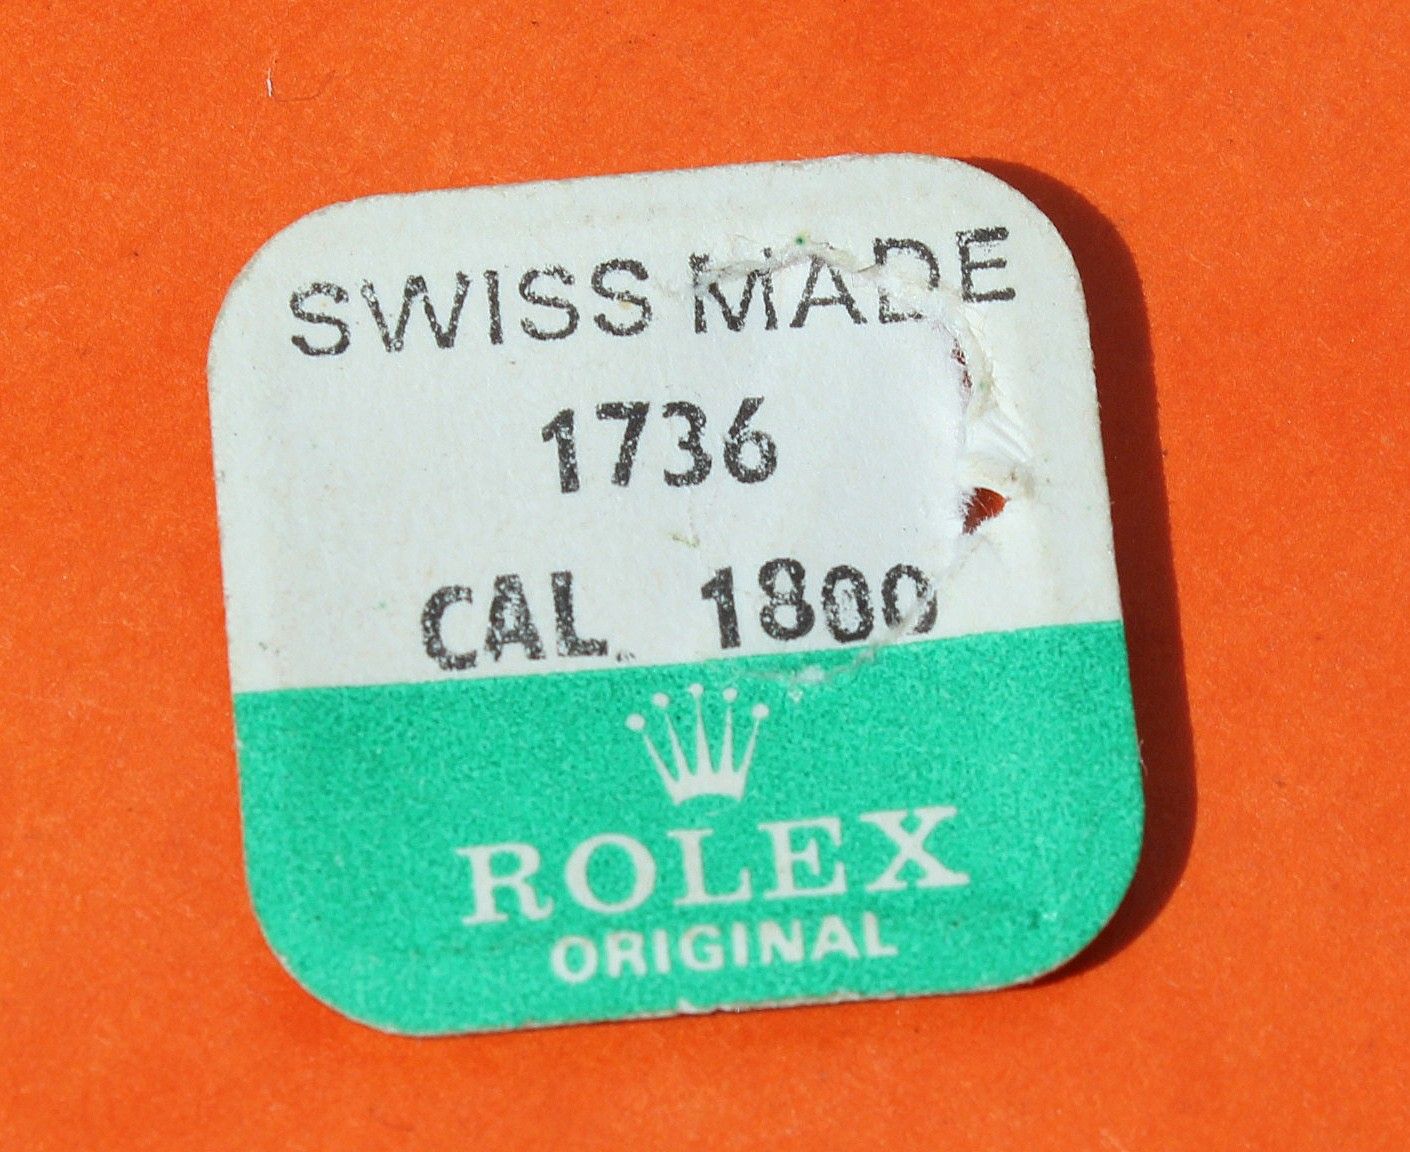 SWISS MADE
1736
CAL. 1800
ROLEX
ORIGINAL